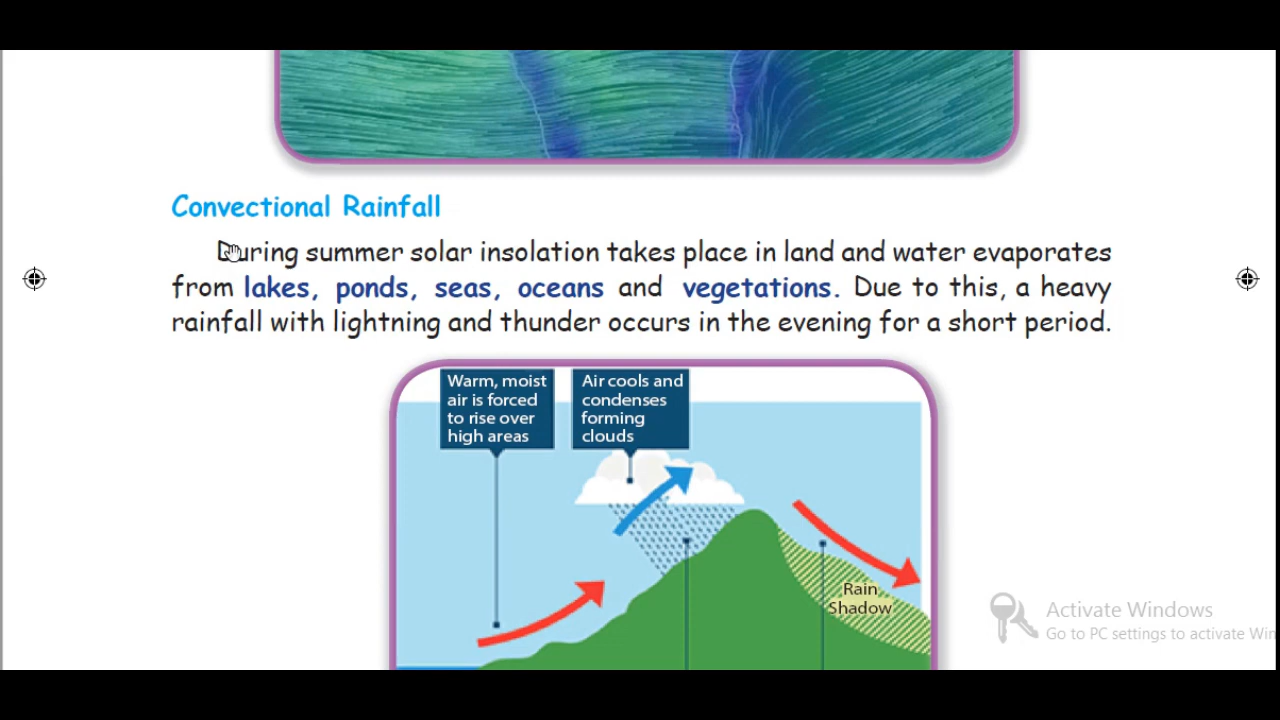 Convectional Rainfall
During summer solar insolation takes place in land and water evaporates
from lakes, ponds, seas, oceans and vegetations. Due to this, a heavy
rainfall with lightning and thunder occurs in the evening for a short period.
Warm, moist
air is forced
to rise over
high areas
Air cools and
condenses
forming
clouds
Rain
Shadow
Activate Windows
Go to PC settings to activate Win